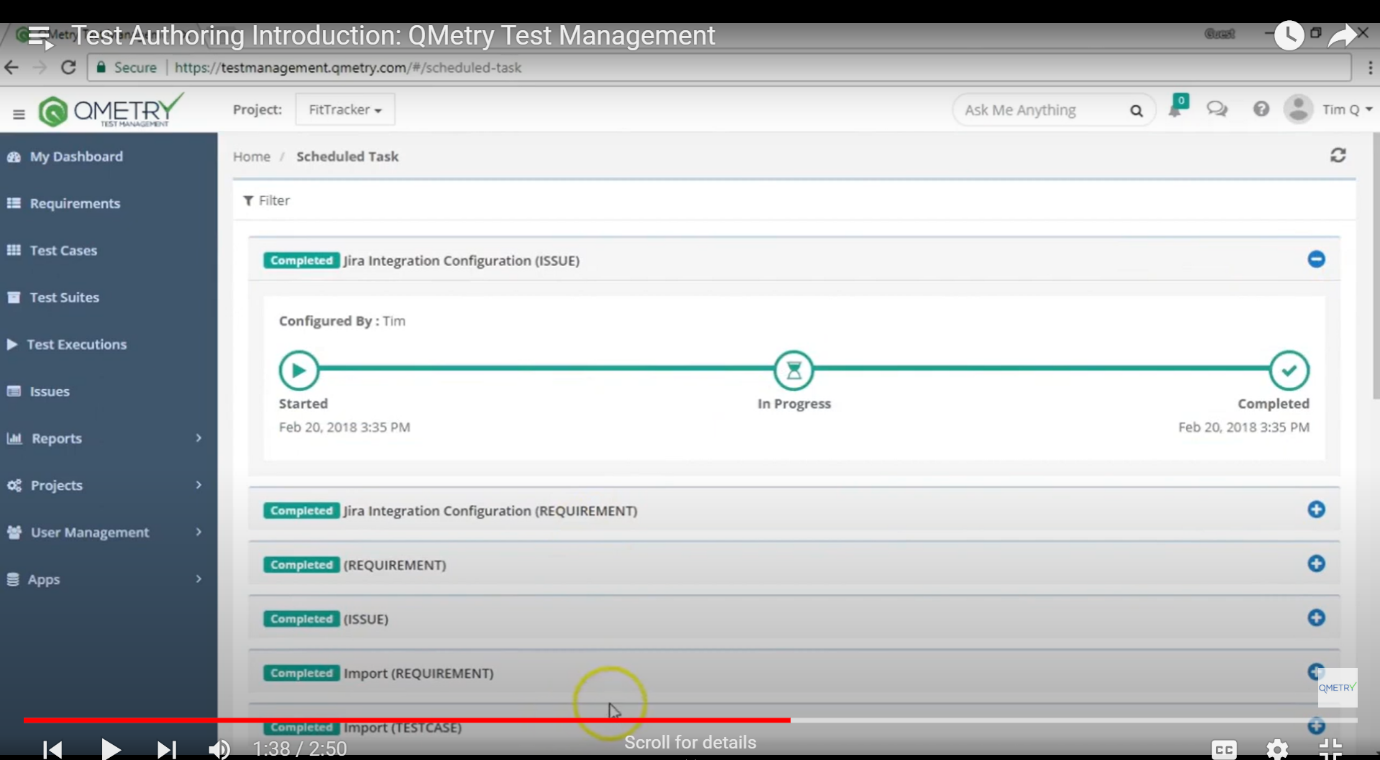 Test Authoring Introduction: QMetry Test Management
Guest
Secure | https://testmanagement.qmetry.com/#/scheduled-task
QMETRY
TEST MANAGEMENT
Project:
FitTracker
Ask Me Anything
0
Tim Q
My Dashboard
Requirements
Test Cases
Test Suites
Test Executions
Issues
Reports
Projects
User Management
Apps
Home / Scheduled Task
Filter
Completed Jira Integration Configuration (ISSUE)
Configured By : Tim
Started
In Progress
Completed
Feb 20, 2018 3:35 PM
Feb 20, 2018 3:35 PM
Completed Jira Integration Configuration (REQUIREMENT)
Completed (REQUIREMENT)
Completed (ISSUE)
Completed Import (REQUIREMENT)
QMETRY
Completed Import (TESTCASE)
1:38 / 2:50
Scroll for details
CC